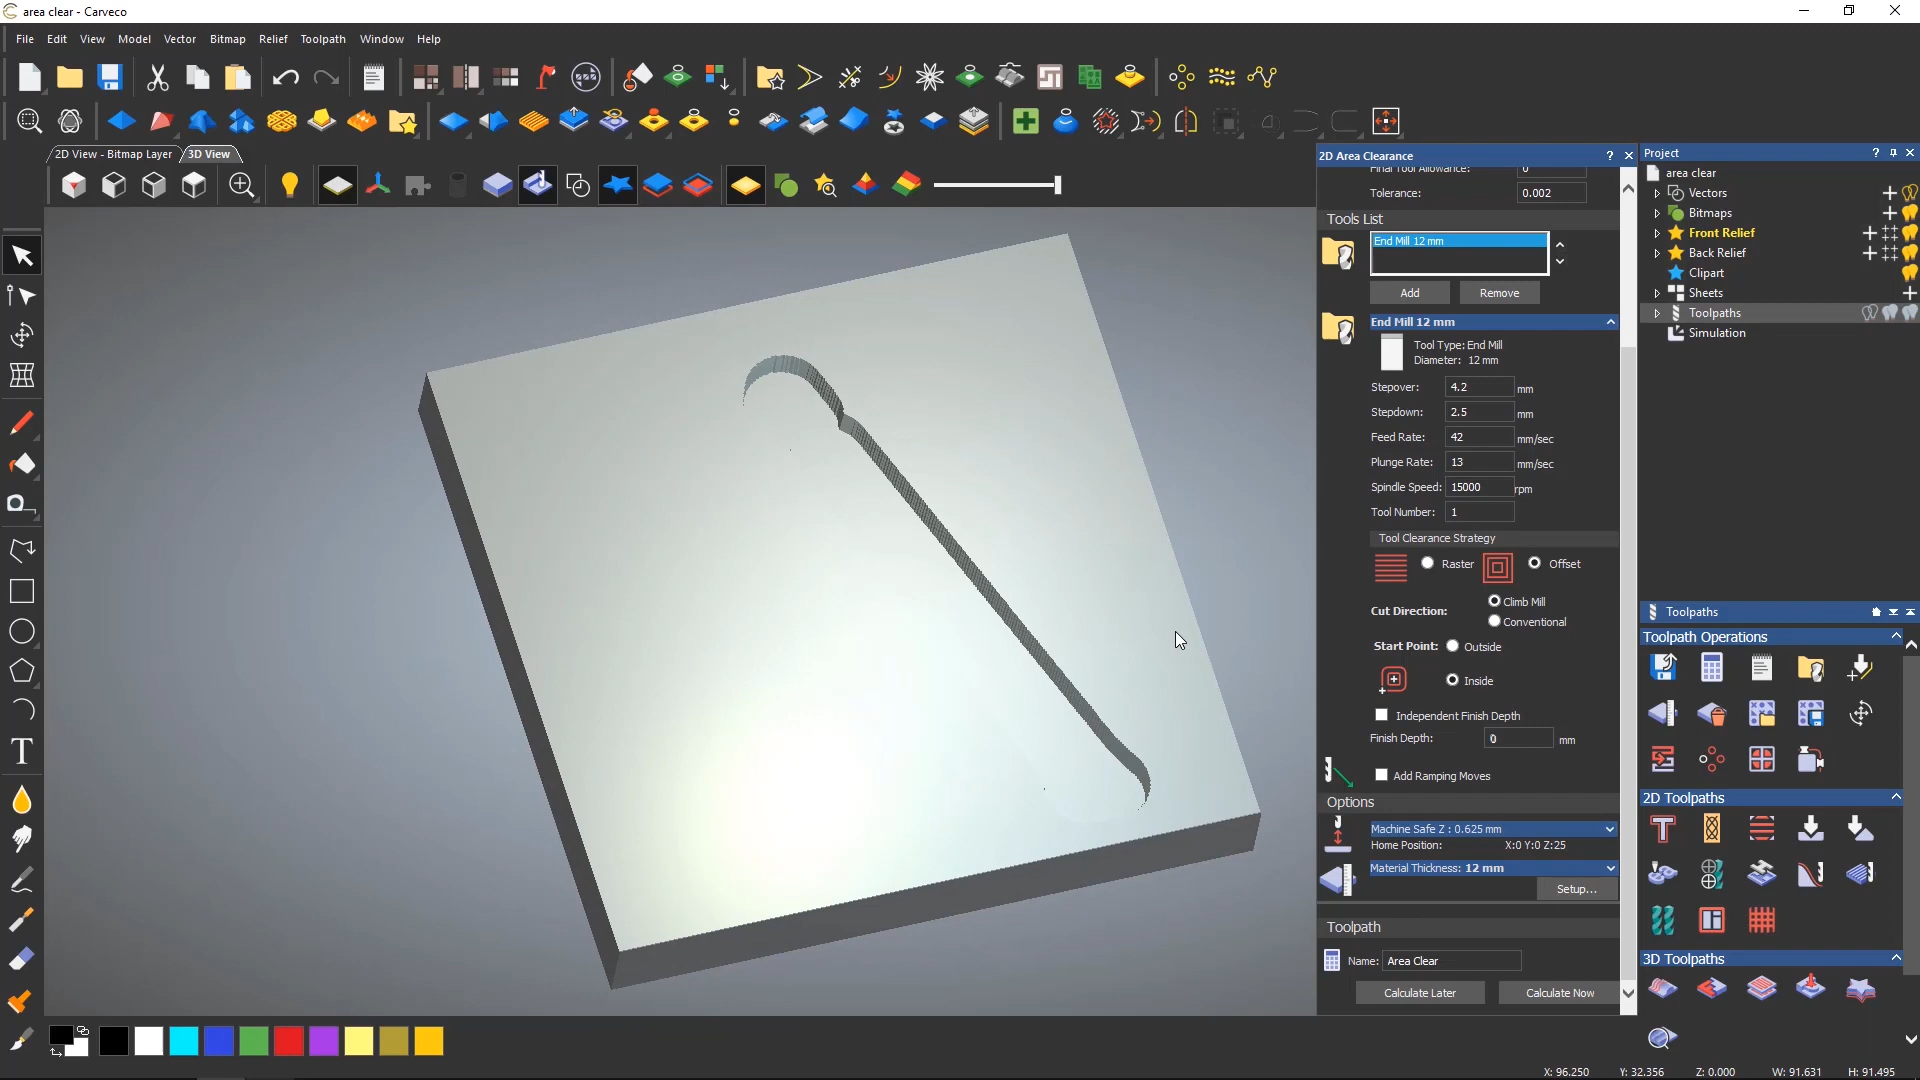 area clear - Carveco
File Edit View Model Vector Bitmap Relief Toolpath Window Help
2D View - Bitmap Layer 3D View
2D Area Clearance ? ×
Final Tool Allowance: 0
Tolerance: 0.002
Tools List
End Mill 12 mm
Add Remove
End Mill 12 mm
Tool Type: End Mill
Diameter: 12 mm
Stepover: 4.2 mm
Stepdown: 2.5 mm
Feed Rate: 42 mm/sec
Plunge Rate: 13 mm/sec
Spindle Speed: 15000 rpm
Tool Number: 1
Tool Clearance Strategy
Raster Offset
Cut Direction: Climb Mill
Conventional
Start Point: Outside
Inside
Independent Finish Depth
Finish Depth: 0 mm
Add Ramping Moves
Options
Machine Safe Z : 0.625 mm
Home Position: X:0 Y:0 Z:25
Material Thickness: 12 mm
Setup...
Toolpath
Name: Area Clear
Calculate Later Calculate Now
Project ?
area clear
Vectors
Bitmaps
Front Relief
Back Relief
Clipart
Sheets
Toolpaths
Simulation
Toolpaths
Toolpath Operations
2D Toolpaths
3D Toolpaths
X: 96.250 Y: 32.356 Z: 0.000 W: 91.631 H: 91.495